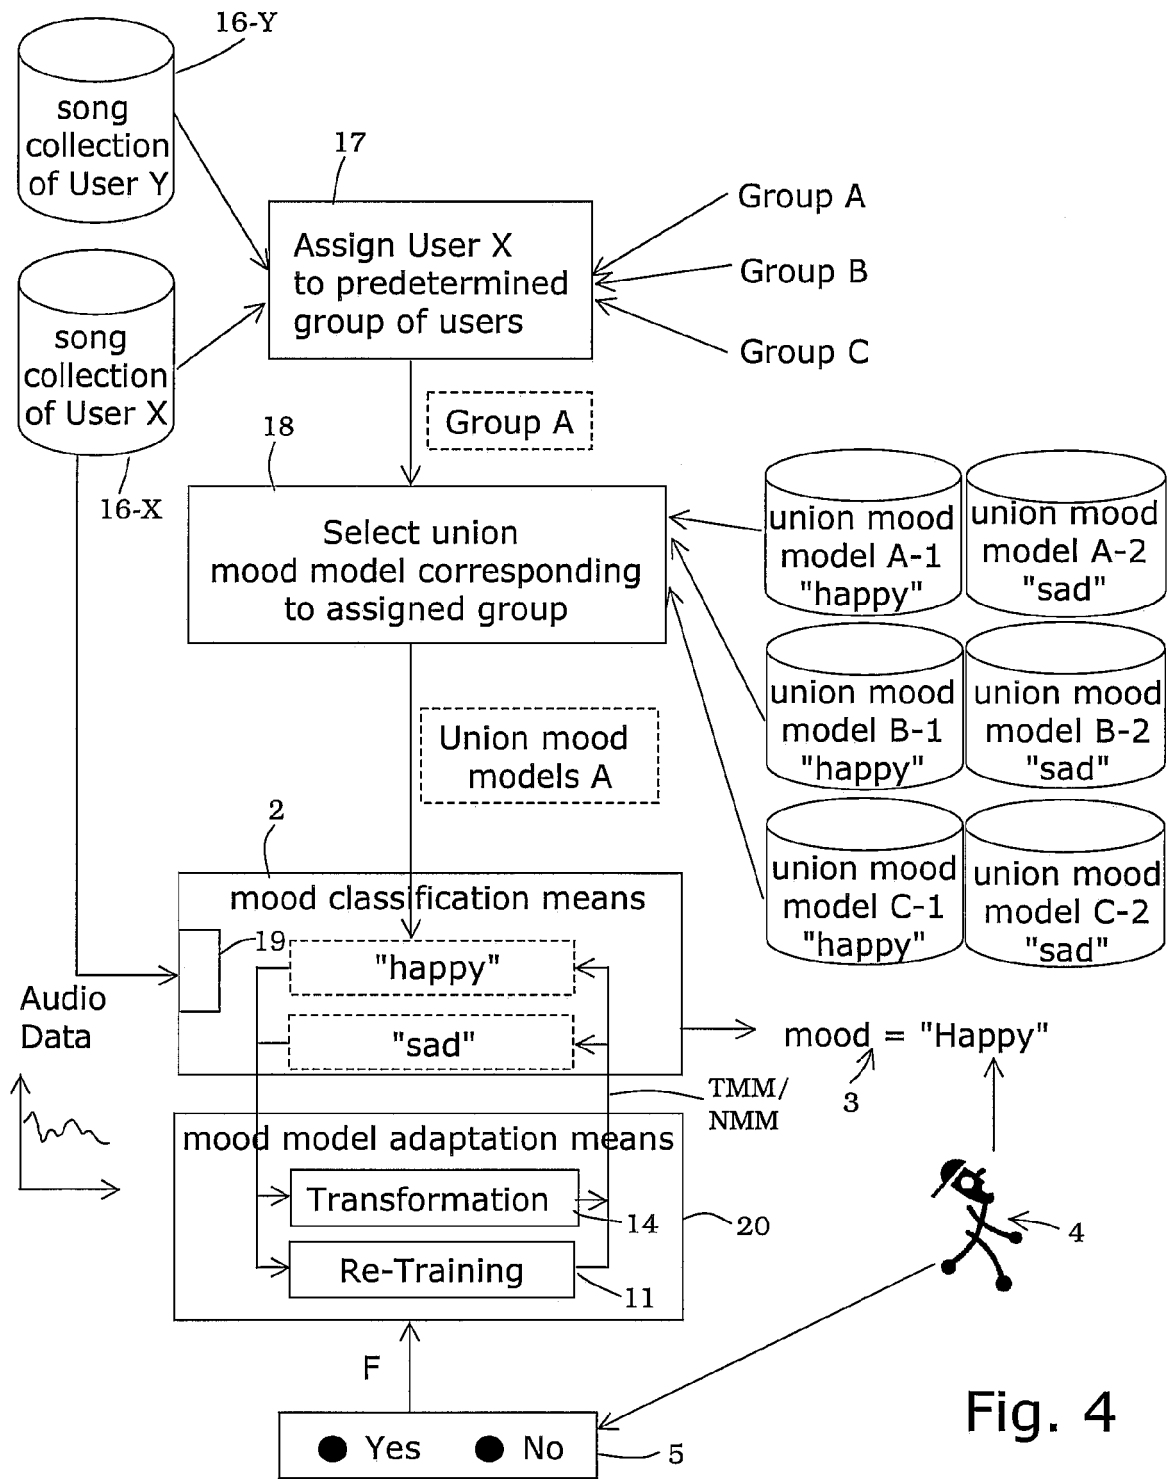 16-Y
song
collection
of User Y
17
Assign User X
to predetermined
group of users
Group A
Group B
Group C
song
collection
of User X
16-X
Group A
18
Select union
mood model corresponding
to assigned group
union mood
model A-1
"happy"
union mood
model A-2
"sad"
union mood
model B-1
"happy"
union mood
model B-2
"sad"
union mood
model C-1
"happy"
union mood
model C-2
"sad"
Union mood
models A
2
mood classification means
19
"happy"
"sad"
Audio
Data
mood = "Happy"
3
TMM/
NMM
mood model adaptation means
Transformation
14
20
Re-Training
11
4
F
Yes
No
5
Fig. 4